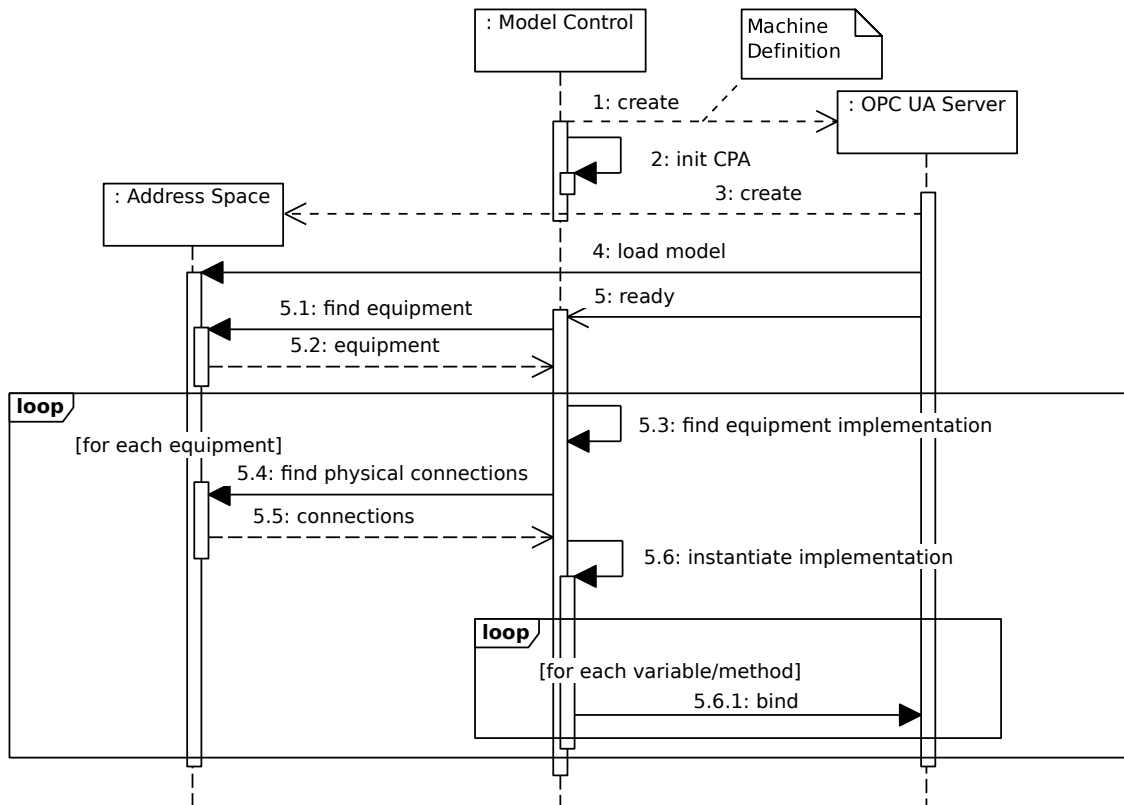 : Model Control
Machine
Definition
1: create
: OPC UA Server
2: init CPA
: Address Space
3: create
4: load model
5: ready
5.1: find equipment
5.2: equipment
loop
5.3: find equipment implementation
[for each equipment]
5.4: find physical connections
5.5: connections
5.6: instantiate implementation
loop
[for each variable/method]
5.6.1: bind